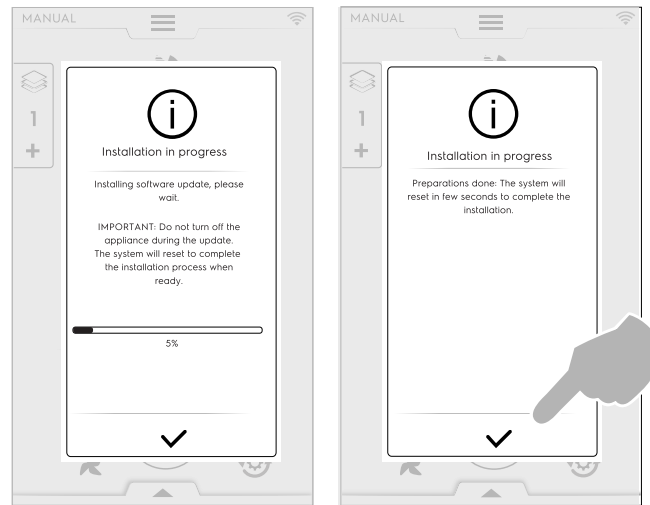 MANUAL
1
+
i
Installation in progress
Installing software update, please
wait.
IMPORTANT: Do not turn off the
appliance during the update.
The system will reset to complete
the installation process when
ready.
5%
MANUAL
1
+
i
Installation in progress
Preparations done: The system will
reset in few seconds to complete the
installation.